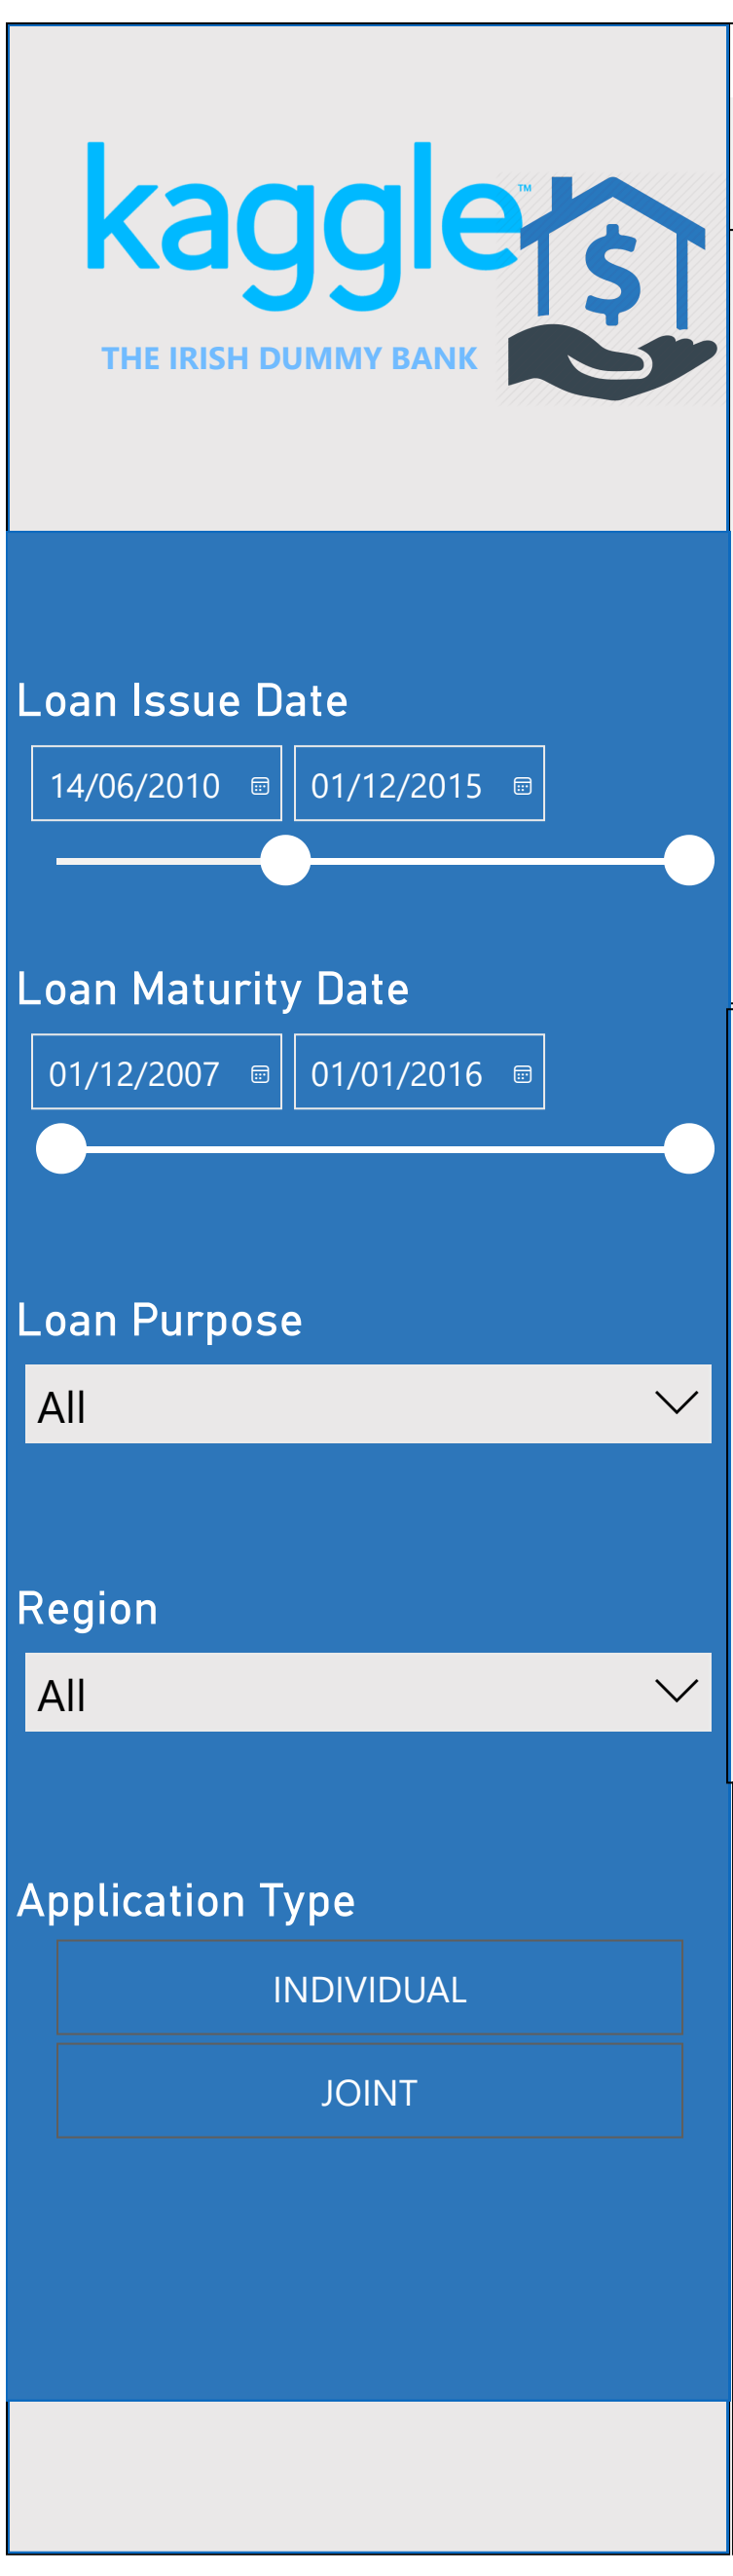 kaggle™
THE IRISH DUMMY BANK
Loan Issue Date
14/06/2010 01/12/2015
Loan Maturity Date
01/12/2007 01/01/2016
Loan Purpose
All
Region
All
Application Type
INDIVIDUAL
JOINT